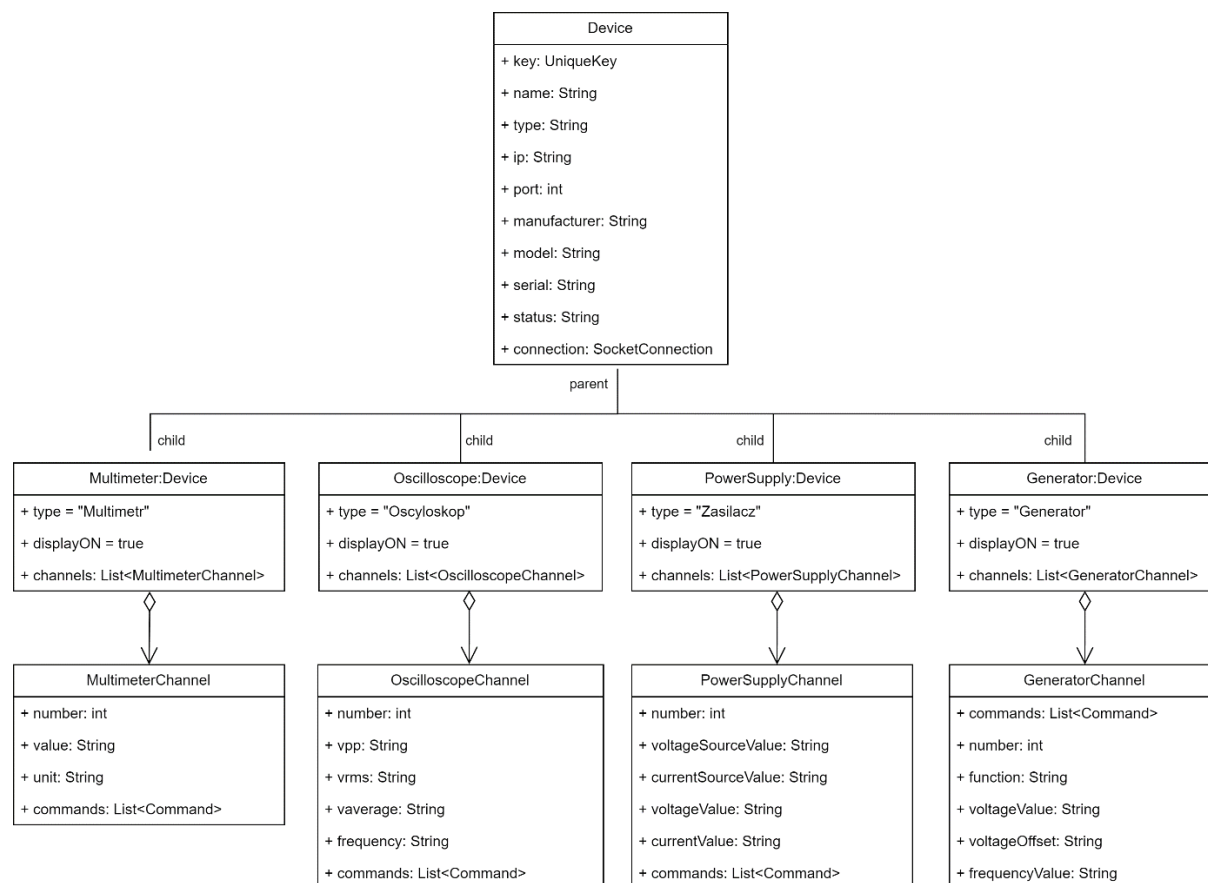 Device
+ key: UniqueKey
+ name: String
+ type: String
+ ip: String
+ port: int
+ manufacturer: String
+ model: String
+ serial: String
+ status: String
+ connection: SocketConnection
parent
child
child
child
child
Multimeter:Device
+ type = "Multimetr"
+ displayON = true
+ channels: List<MultimeterChannel>
Oscilloscope:Device
+ type = "Oscyloskop"
+ displayON = true
+ channels: List<OscilloscopeChannel>
PowerSupply:Device
+ type = "Zasilacz"
+ displayON = true
+ channels: List<PowerSupplyChannel>
Generator:Device
+ type = "Generator"
+ displayON = true
+ channels: List<GeneratorChannel>
MultimeterChannel
+ number: int
+ value: String
+ unit: String
+ commands: List<Command>
OscilloscopeChannel
+ number: int
+ vpp: String
+ vrms: String
+ vaverage: String
+ frequency: String
+ commands: List<Command>
PowerSupplyChannel
+ number: int
+ voltageSourceValue: String
+ currentSourceValue: String
+ voltageValue: String
+ currentValue: String
+ commands: List<Command>
GeneratorChannel
+ commands: List<Command>
+ number: int
+ function: String
+ voltageValue: String
+ voltageOffset: String
+ frequencyValue: String